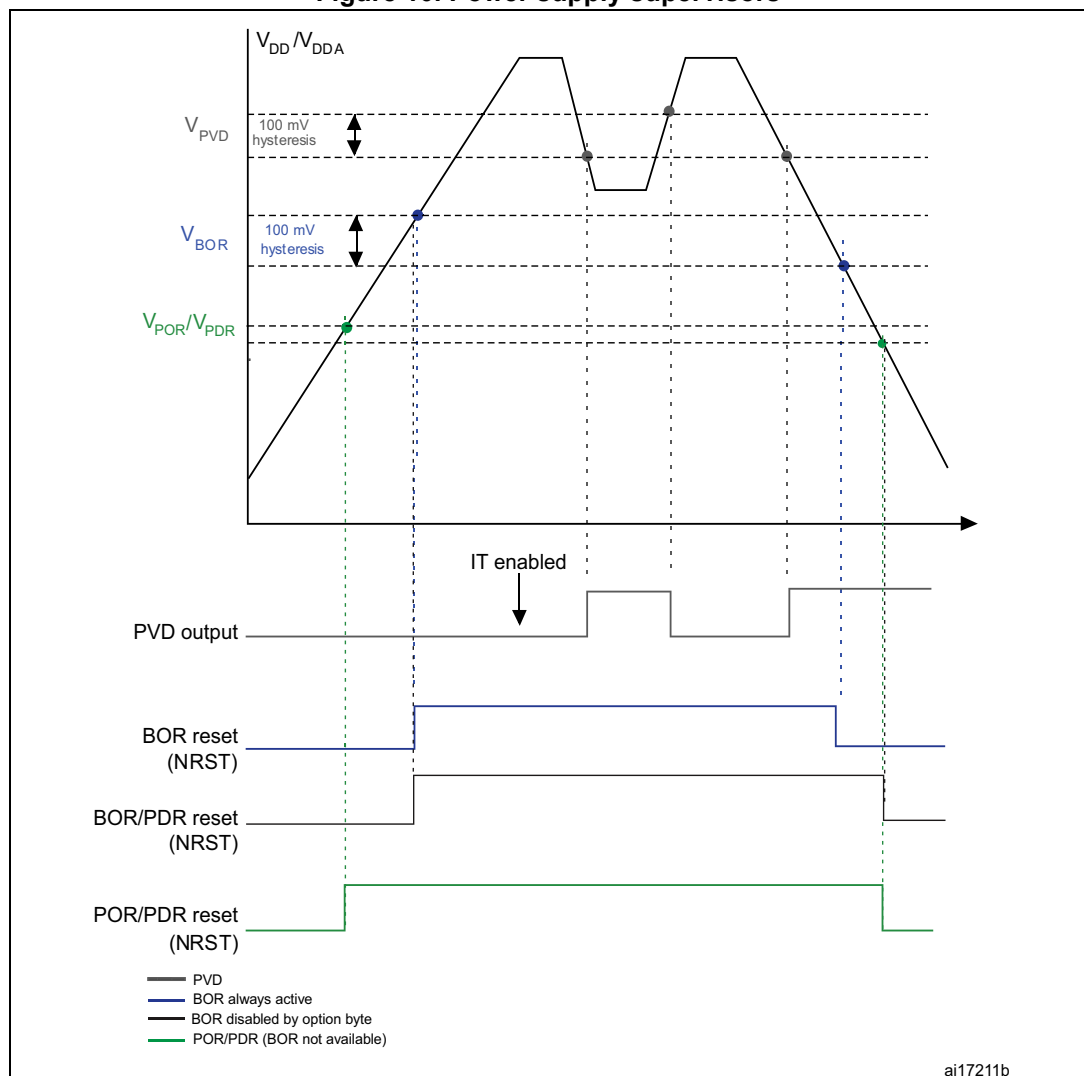 V_DD/V_DDA
V_PVD
100 mV
hysteresis
V_BOR
100 mV
hysteresis
V_POR/V_PDR
IT enabled
PVD output
BOR reset
(NRST)
BOR/PDR reset
(NRST)
POR/PDR reset
(NRST)
PVD
BOR always active
BOR disabled by option byte
POR/PDR (BOR not available)
ai17211b